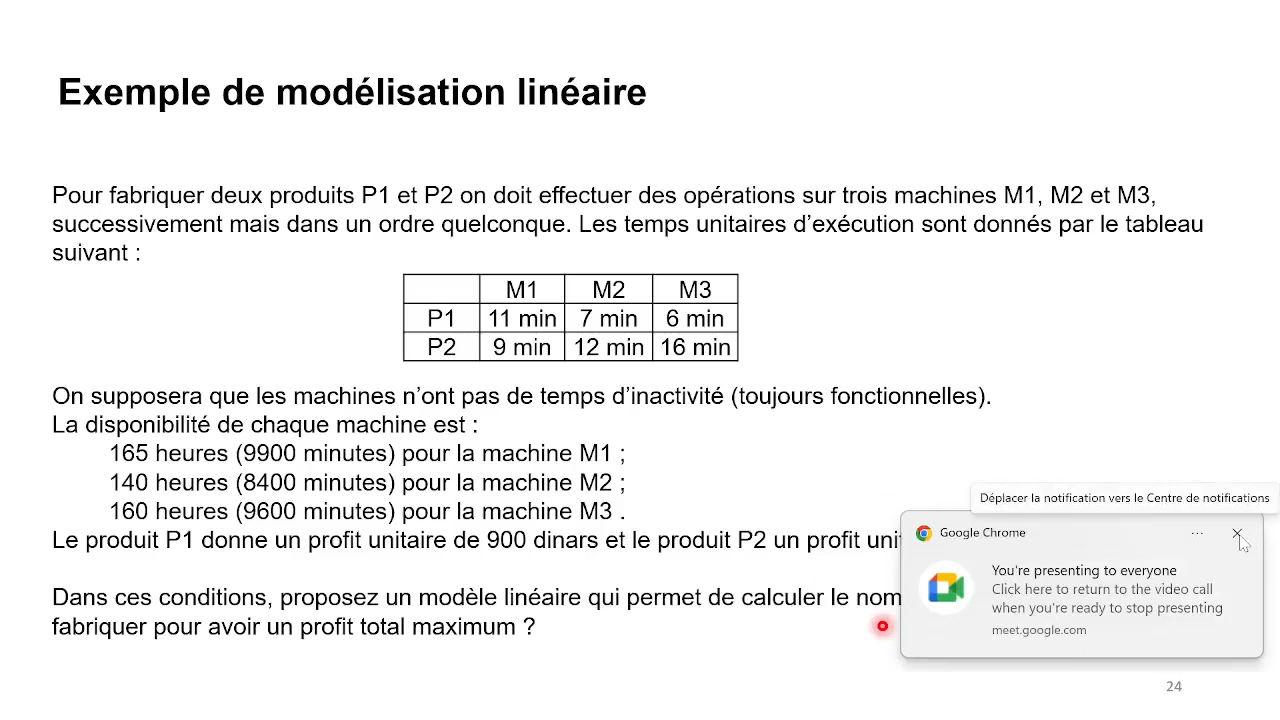 Exemple de modélisation linéaire
Pour fabriquer deux produits P1 et P2 on doit effectuer des opérations sur trois machines M1, M2 et M3,
successivement mais dans un ordre quelconque. Les temps unitaires d’exécution sont donnés par le tableau
suivant :
M1 M2 M3
P1 11 min 7 min 6 min
P2 9 min 12 min 16 min
On supposera que les machines n’ont pas de temps d’inactivité (toujours fonctionnelles).
La disponibilité de chaque machine est :
165 heures (9900 minutes) pour la machine M1 ;
140 heures (8400 minutes) pour la machine M2 ;
160 heures (9600 minutes) pour la machine M3 .
Le produit P1 donne un profit unitaire de 900 dinars et le produit P2 un profit
Dans ces conditions, proposez un modèle linéaire qui permet de calculer le
fabriquer pour avoir un profit total maximum ?
Déplacer la notification vers le Centre de notifications
Google Chrome
You're presenting to everyone
Click here to return to the video call
when you're ready to stop presenting
meet.google.com
24